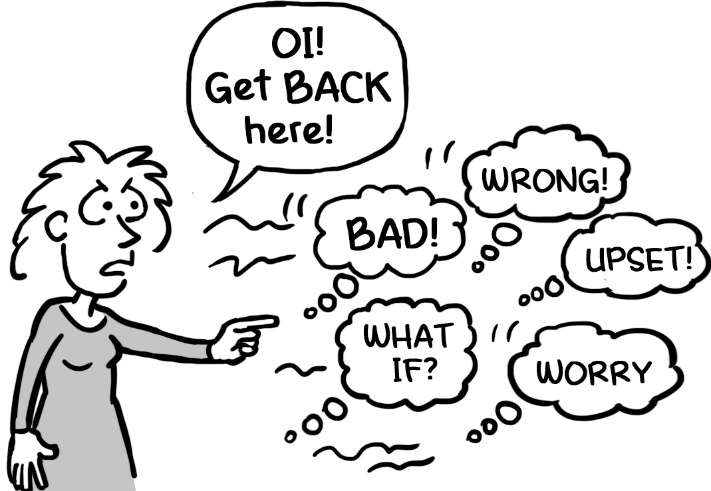 OI!
Get BACK
here!
WRONG!
BAD!
UPSET!
WHAT
IF?
WORRY